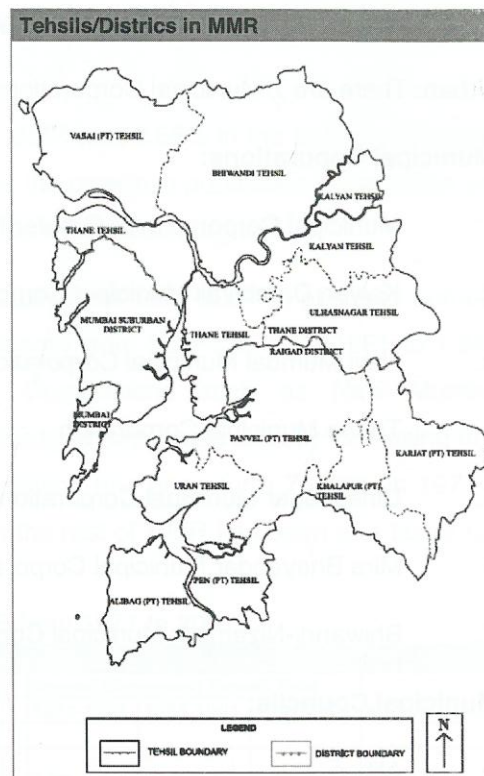 Tehsils/Districs in MMR
VASAI (PT) TEHSIL
BHIWANDI TEHSIL
KALYAN TEHSIL
THANE TEHSIL
KALYAN TEHSIL
ULHASNAGAR TEHSIL
MUMBAI SUBURBAN
DISTRICT
THANE TEHSIL
THANE DISTRICT
RAIGAD DISTRICT
MUMBAI
DISTRICT
PANVEL (PT) TEHSIL
KARJAT (PT) TEHSIL
URAN TEHSIL
KHALAPUR (PT)
TEHSIL
PEN (PT) TEHSIL
ALIBAG (PT) TEHSIL
LEGEND
TEHSIL BOUNDARY
DISTRICT BOUNDARY
N